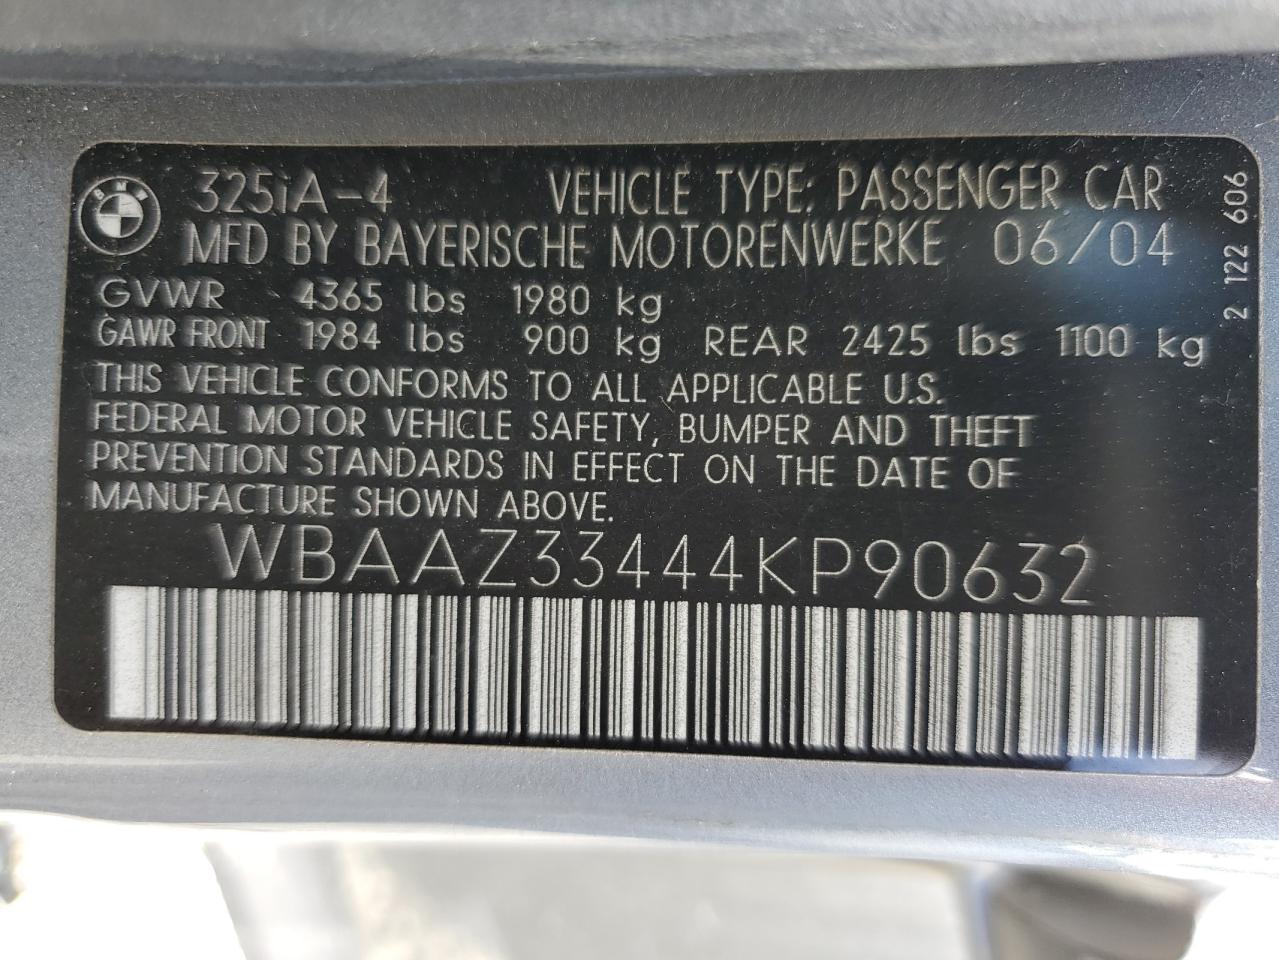 BMW
325iA-4 VEHICLE TYPE: PASSENGER CAR
MFD BY BAYERISCHE MOTORENWERKE 06/04
GVWR 4365 lbs 1980 kg
GAWR FRONT 1984 lbs 900 kg REAR 2425 lbs 1100 kg
THIS VEHICLE CONFORMS TO ALL APPLICABLE U.S.
FEDERAL MOTOR VEHICLE SAFETY, BUMPER AND THEFT
PREVENTION STANDARDS IN EFFECT ON THE DATE OF
MANUFACTURE SHOWN ABOVE.
WBAAZ33444KP90632
2 122 606